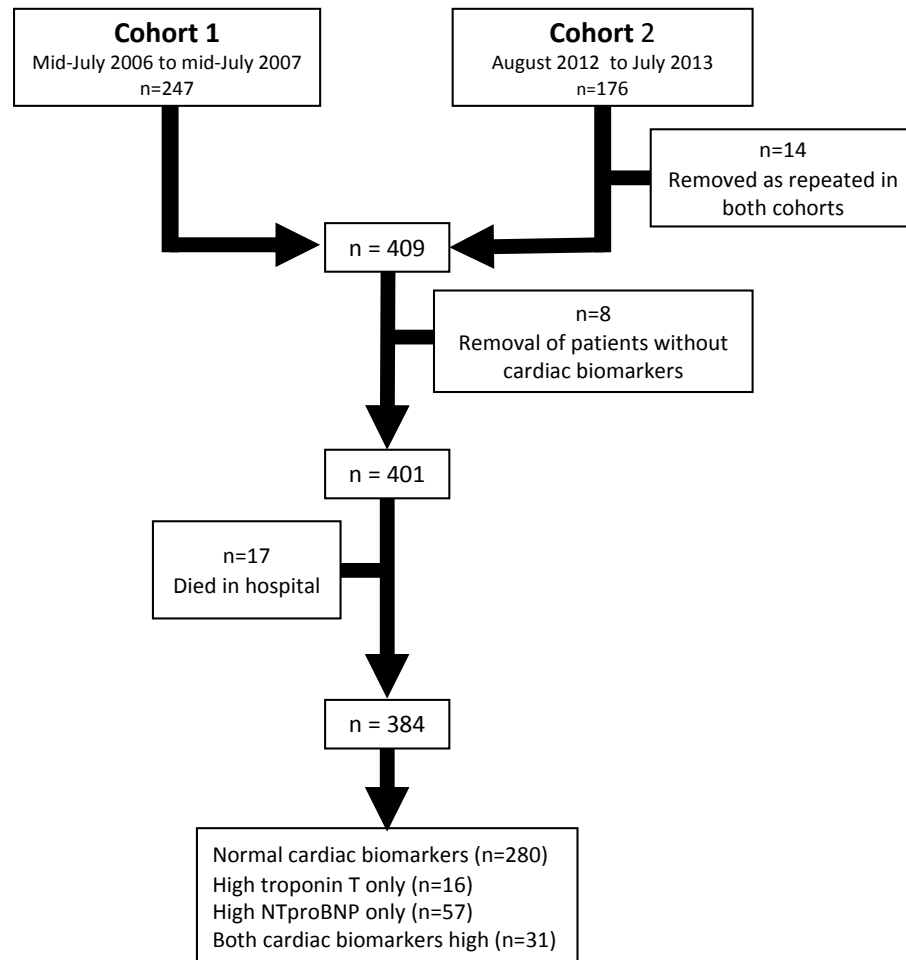 Cohort 1
Mid-July 2006 to mid-July 2007
n=247
Cohort 2
August 2012 to July 2013
n=176
n=14
Removed as repeated in
both cohorts
n = 409
n=8
Removal of patients without
cardiac biomarkers
n = 401
n=17
Died in hospital
n = 384
Normal cardiac biomarkers (n=280)
High troponin T only (n=16)
High NTproBNP only (n=57)
Both cardiac biomarkers high (n=31)